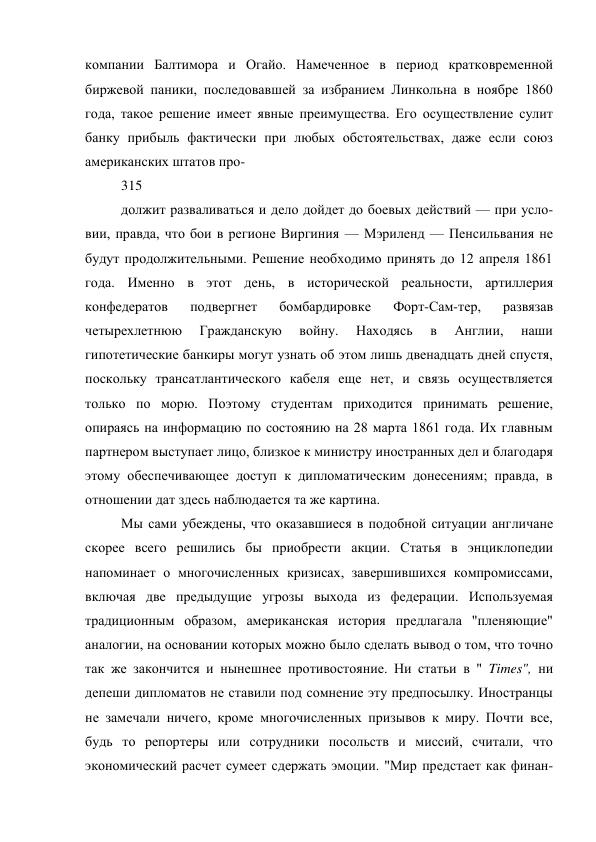 компании Балтимора и Огайо. Намеченное в период кратковременной
биржевой паники, последовавшей за избранием Линкольна в ноябре 1860
года, такое решение имеет явные преимущества. Его осуществление сулит
банку прибыль фактически при любых обстоятельствах, даже если союз
американских штатов про-
315
должит разваливаться и дело дойдет до боевых действий — при усло-
вии, правда, что бои в регионе Виргиния — Мэриленд — Пенсильвания не
будут продолжительными. Решение необходимо принять до 12 апреля 1861
года. Именно в этот день, в исторической реальности, артиллерия
конфедератов подвергнет бомбардировке Форт-Сам-тер, развязав
четырехлетнюю Гражданскую войну. Находясь в Англии, наши
гипотетические банкиры могут узнать об этом лишь двенадцать дней спустя,
поскольку трансатлантического кабеля еще нет, и связь осуществляется
только по морю. Поэтому студентам приходится принимать решение,
опираясь на информацию по состоянию на 28 марта 1861 года. Их главным
партнером выступает лицо, близкое к министру иностранных дел и благодаря
этому обеспечивающее доступ к дипломатическим донесениям; правда, в
отношении дат здесь наблюдается та же картина.
Мы сами убеждены, что оказавшиеся в подобной ситуации англичане
скорее всего решились бы приобрести акции. Статья в энциклопедии
напоминает о многочисленных кризисах, завершившихся компромиссами,
включая две предыдущие угрозы выхода из федерации. Используемая
традиционным образом, американская история предлагала "пленяющие"
аналогии, на основании которых можно было сделать вывод о том, что точно
так же закончится и нынешнее противостояние. Ни статьи в " Times", ни
депеши дипломатов не ставили под сомнение эту предпосылку. Иностранцы
не замечали ничего, кроме многочисленных призывов к миру. Почти все,
будь то репортеры или сотрудники посольств и миссий, считали, что
экономический расчет сумеет сдержать эмоции. "Мир предстает как финан-